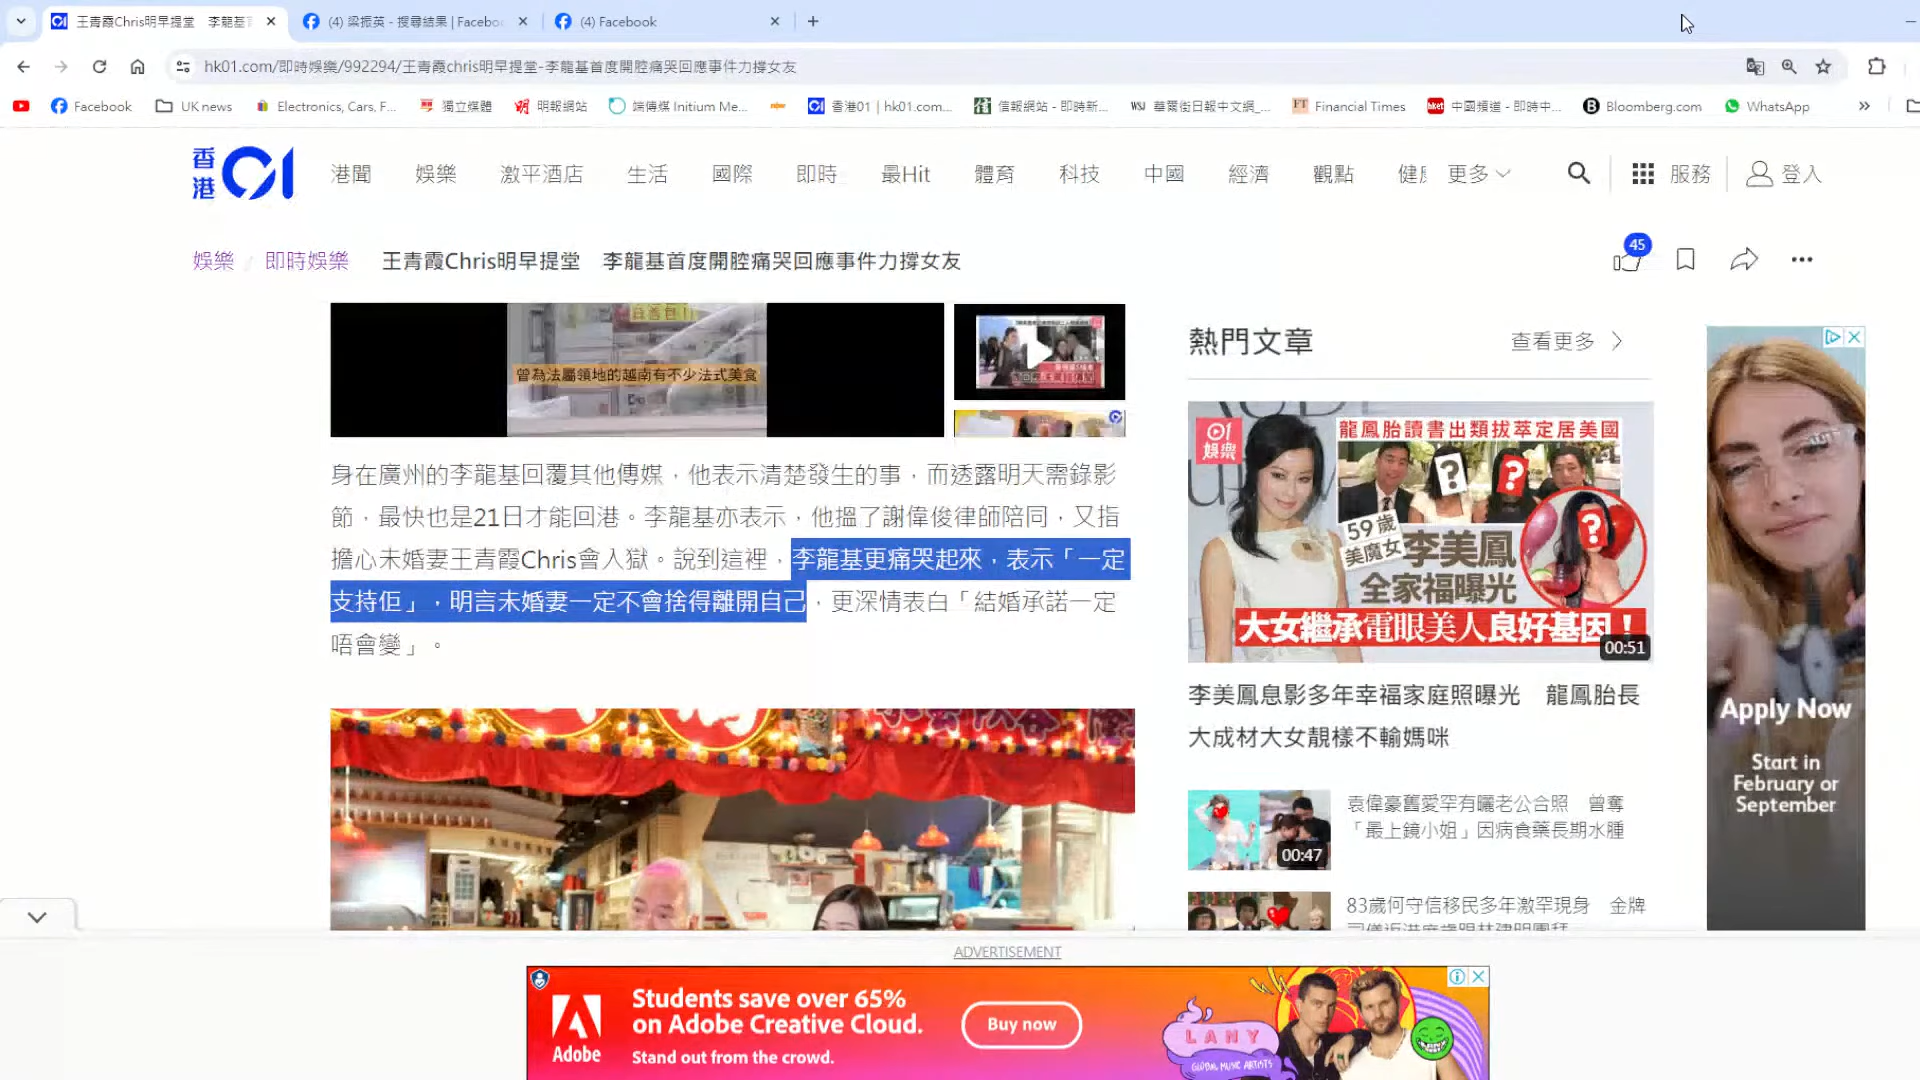 王青霞Chris明早提堂　李龍基首
(4) 梁振英 - 搜尋結果 | Facebo
(4) Facebook
hk01.com/即時娛樂/992294/王青霞chris明早提堂-李龍基首度開腔痛哭回應事件力撐女友
Facebook
UK news
Electronics, Cars, F...
獨立媒體
明報網站
端傳媒 Initium Me...
香港01 | hk01.com...
信報網站 - 即時新...
WSJ 華爾街日報中文網_...
FT Financial Times
hket 中國頻道 - 即時中...
B Bloomberg.com
WhatsApp
香港01
港聞 娛樂 激平酒店 生活 國際 即時 最Hit 體育 科技 中國 經濟 觀點 健 更多
服務
登入
娛樂 / 即時娛樂 王青霞Chris明早提堂　李龍基首度開腔痛哭回應事件力撐女友
45
曾為法屬領地的越南有不少法式美食
身在廣州的李龍基回覆其他傳媒，他表示清楚發生的事，而透露明天需錄影
節，最快也是21日才能回港。李龍基亦表示，他搵了謝偉俊律師陪同，又指
擔心未婚妻王青霞Chris會入獄。說到這裡，李龍基更痛哭起來，表示「一定
支持佢」，明言未婚妻一定不會捨得離開自己，更深情表白「結婚承諾一定
唔會變」。
熱門文章
查看更多
01娛樂
龍鳳胎讀書出類拔萃定居美國
59歲
美魔女
李美鳳
全家福曝光
大女繼承電眼美人良好基因！
00:51
李美鳳息影多年幸福家庭照曝光　龍鳳胎長
大成材大女靚樣不輸媽咪
袁偉豪舊愛罕有曬老公合照　曾奪
「最上鏡小姐」因病食藥長期水腫
00:47
83歲何守信移民多年激罕現身　金牌
Apply Now
Start in
February or
September
ADVERTISEMENT
Adobe
Students save over 65%
on Adobe Creative Cloud.
Stand out from the crowd.
Buy now
LANY
GLOBAL MUSIC ARTISTS